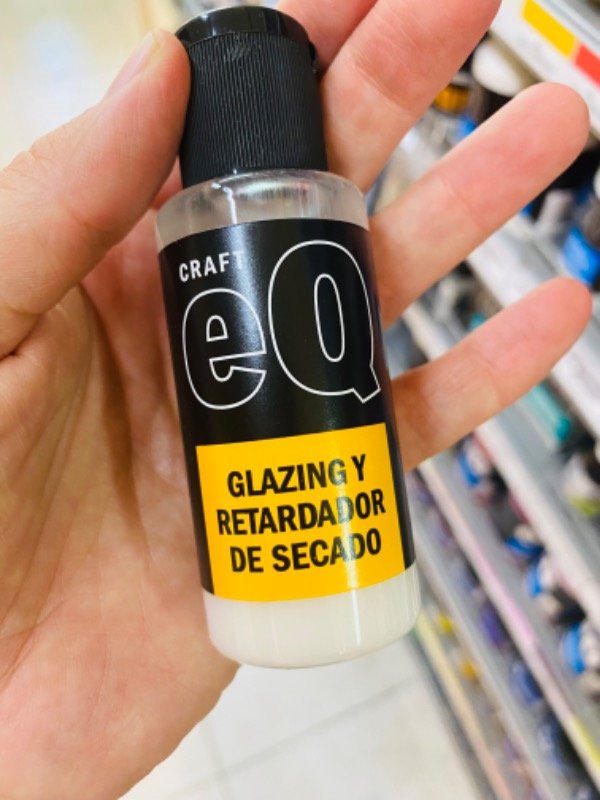 CRAFT
eQ
GLAZING Y
RETARDADOR
DE SECADO